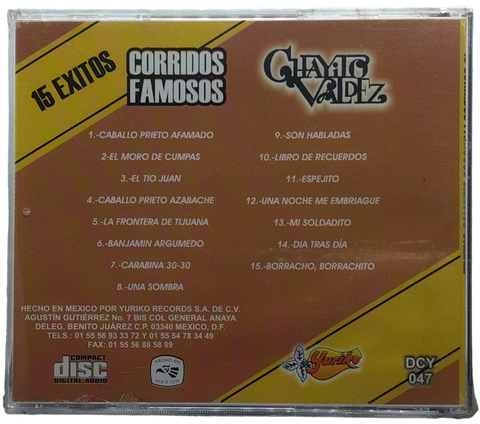 15 EXITOS
CORRIDOS
FAMOSOS
CHAYITO
VALDEZ
1.-CABALLO PRIETO AFAMADO
2-EL MORO DE CUMPAS
3.-EL TÍO JUAN
4.-CABALLO PRIETO AZABACHE
5.-LA FRONTERA DE TIJUANA
6.-BANJAMIN ARGUMEDO
7.-CARABINA 30-30
8.-UNA SOMBRA
9.-SON HABLADAS
10.-LIBRO DE RECUERDOS
11.-ESPEJITO
12.-UNA NOCHE ME EMBRIAGUE
13.-MI SOLDADITO
14.-DIA TRAS DÍA
15.-BORRACHO, BORRACHITO
HECHO EN MEXICO POR YURIKO RECORDS S.A. DE C.V.
AGUSTÍN GUTIÉRREZ No. 7 BIS COL GENERAL ANAYA
DELEG. BENITO JUÁREZ C.P. 03340 MEXICO, D.F.
TELS.: 01 55 56 93 33 72 Y 01 55 54 78 34 49
FAX: 01 55 56 88 58 89
COMPACT
disc
DIGITAL AUDIO
HECHO EN
MEXICO
Yuriko
DCY
047